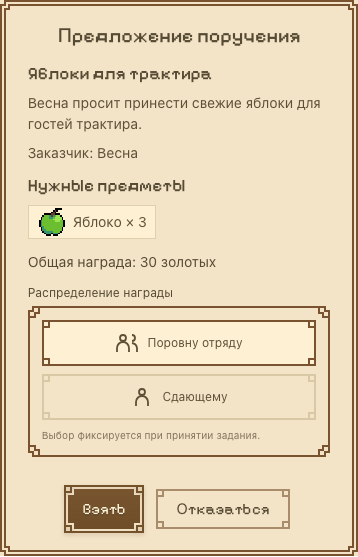 Предложение поручения
Яблоки для трактира
Весна просит принести свежие яблоки для
гостей трактира.
Заказчик: Весна
Нужные предметы
Яблоко × 3
Общая награда: 30 золотых
Распределение награды
Поровну отряду
Сдающему
Выбор фиксируется при принятии задания.
Взять
Отказаться